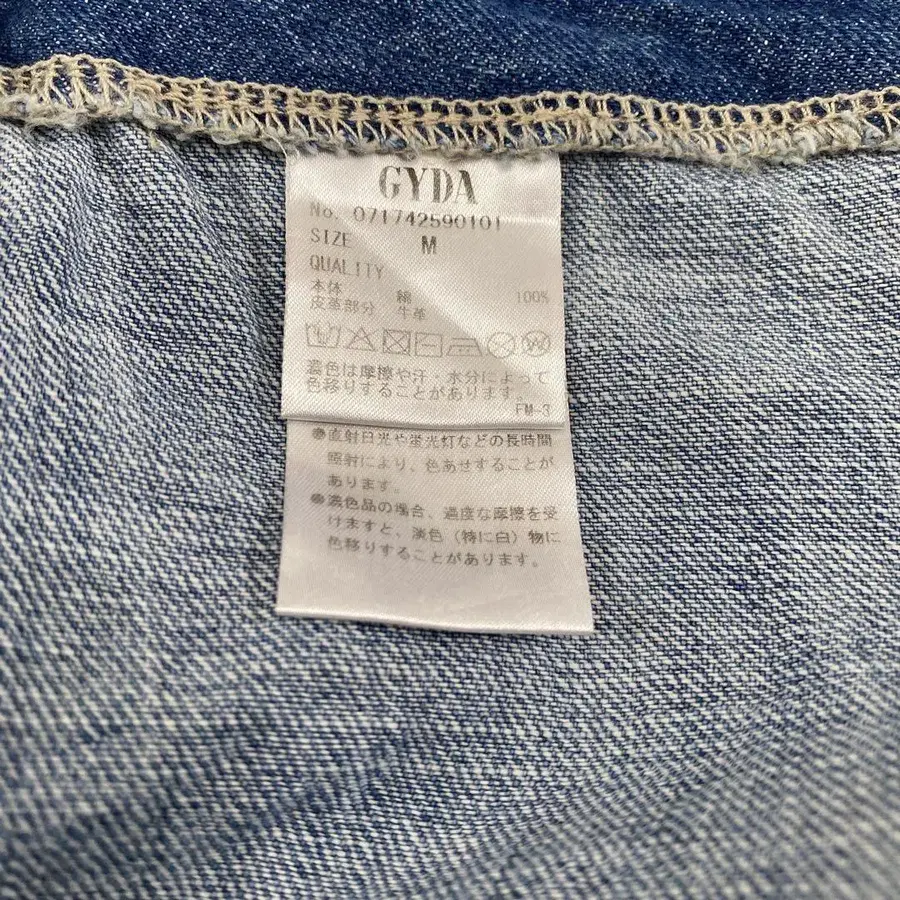 GYDA
No. 071742590101
SIZE M
QUALITY
本体 綿 100%
皮革部分 牛革
濃色は摩擦や汗・水分によって
色移りすることがあります。
FM-3
●直射日光や蛍光灯などの長時間
照射により、色あせすることが
あります。
●濃色品の場合、過度な摩擦を受
けますと、淡色（特に白）物に
色移りすることがあります。